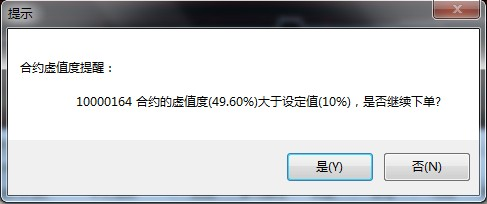 提示
合约虚值度提醒：
10000164 合约的虚值度(49.60%)大于设定值(10%)，是否继续下单?
是(Y)
否(N)